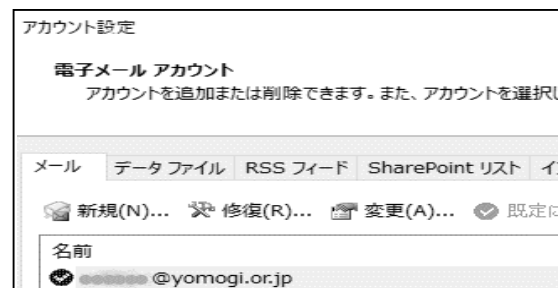 アカウント設定
電子メール アカウント
アカウントを追加または削除できます。また、アカウントを選択し
メール データ ファイル RSS フィード SharePoint リスト イ
新規(N)... 修復(R)... 変更(A)... 既定に
名前
@yomogi.or.jp